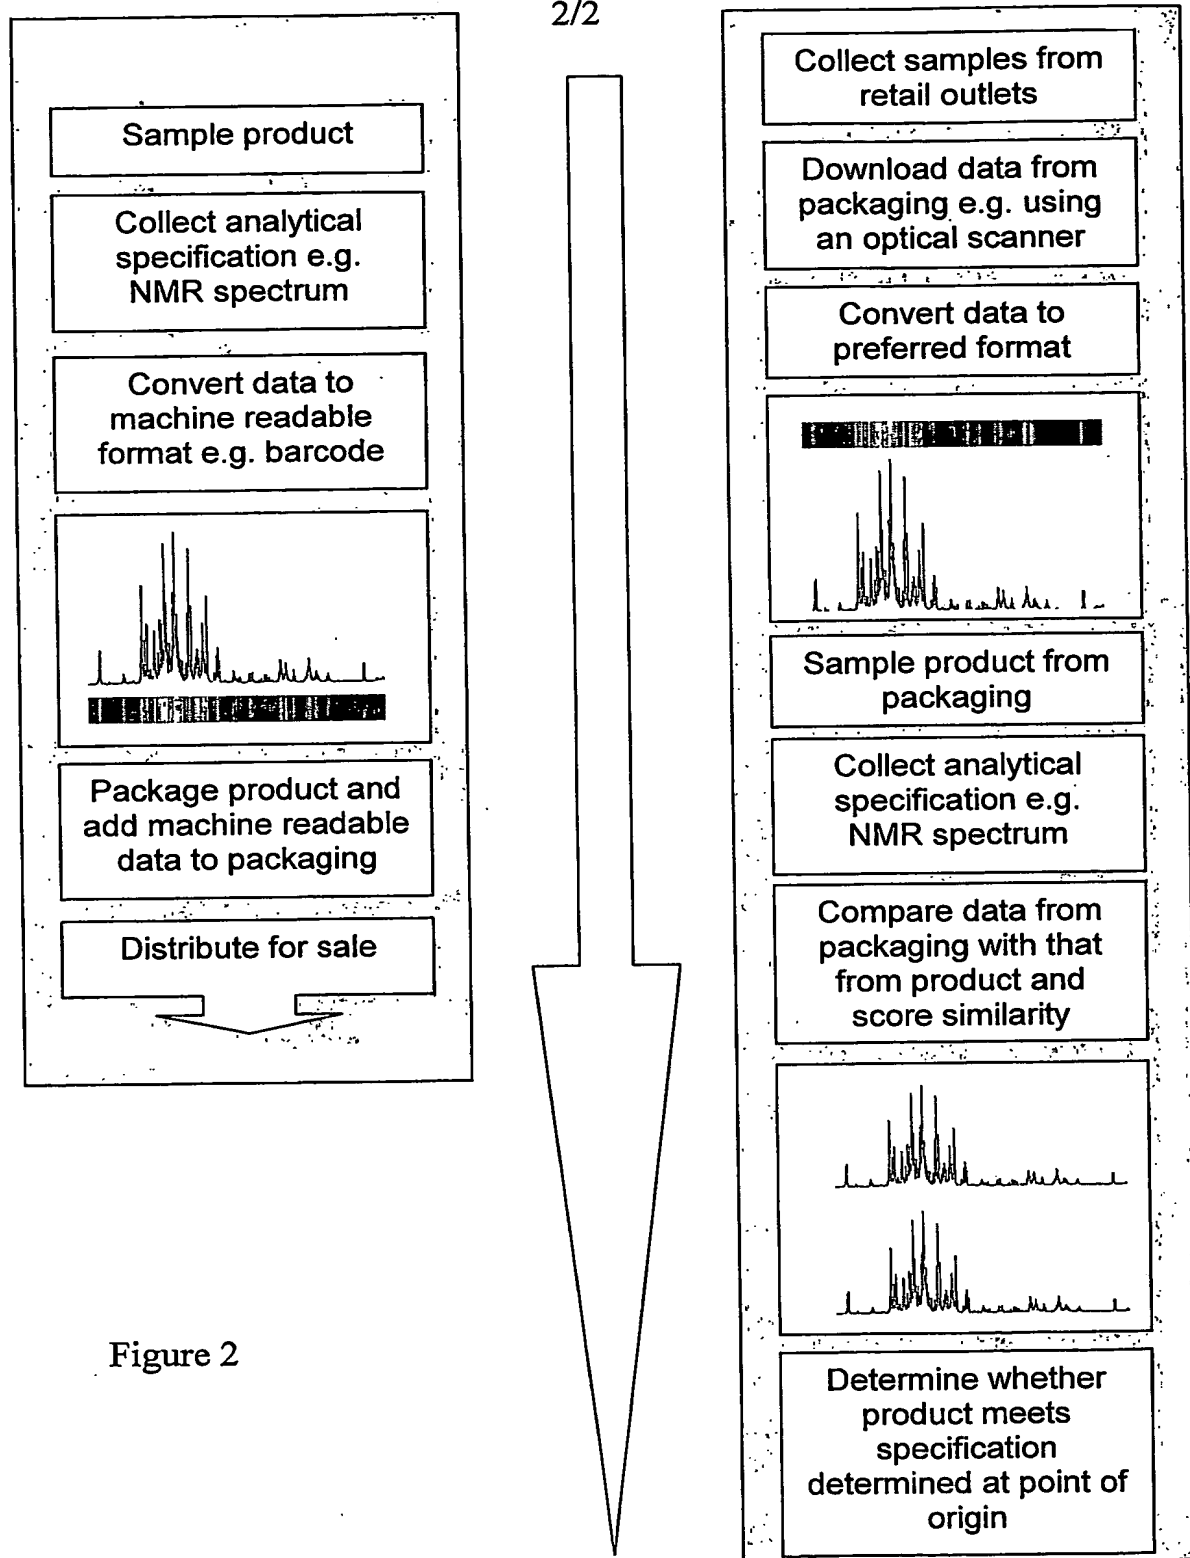 2/2
Sample product
Collect analytical
specification e.g.
NMR spectrum
Convert data to
machine readable
format e.g. barcode
Package product and
add machine readable
data to packaging
Distribute for sale
Collect samples from
retail outlets
Download data from
packaging e.g. using
an optical scanner
Convert data to
preferred format
Sample product from
packaging
Collect analytical
specification e.g.
NMR spectrum
Compare data from
packaging with that
from product and
score similarity
Determine whether
product meets
specification
determined at point of
origin
Figure 2